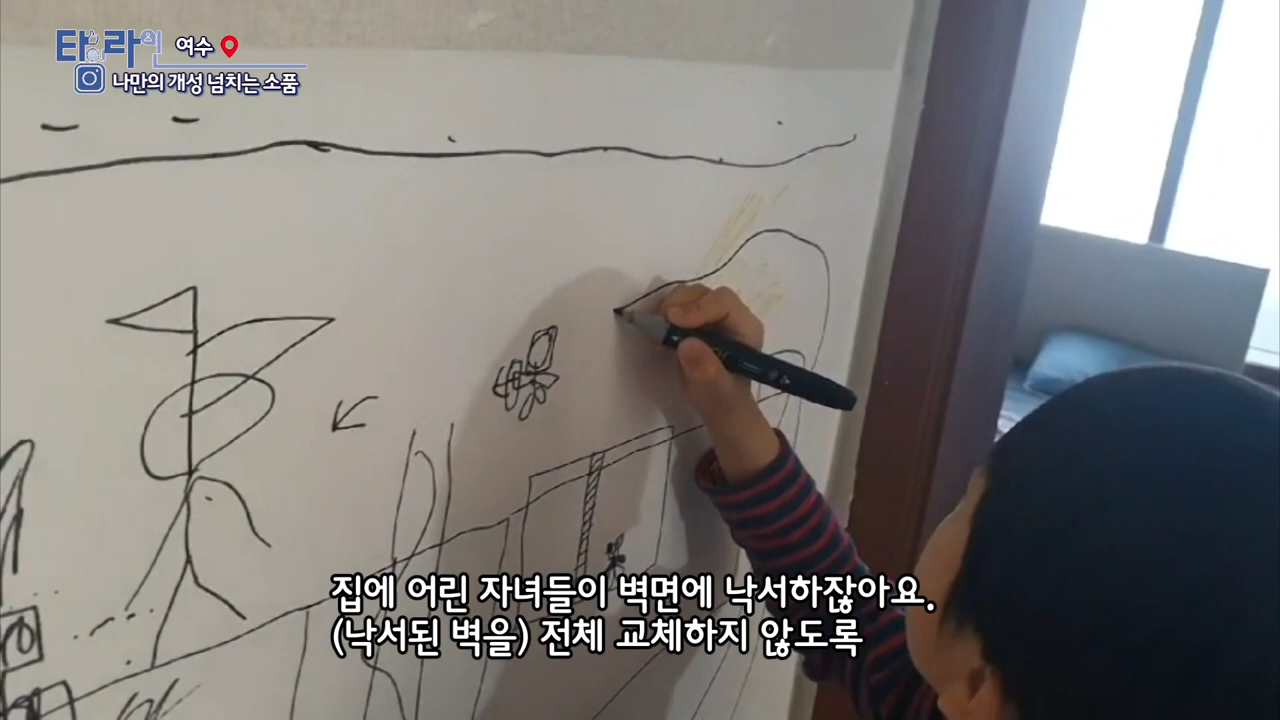 타라의 여수
나만의 개성 넘치는 소품
집에 어린 자녀들이 벽면에 낙서하잖아요.
(낙서된 벽을) 전체 교체하지 않도록